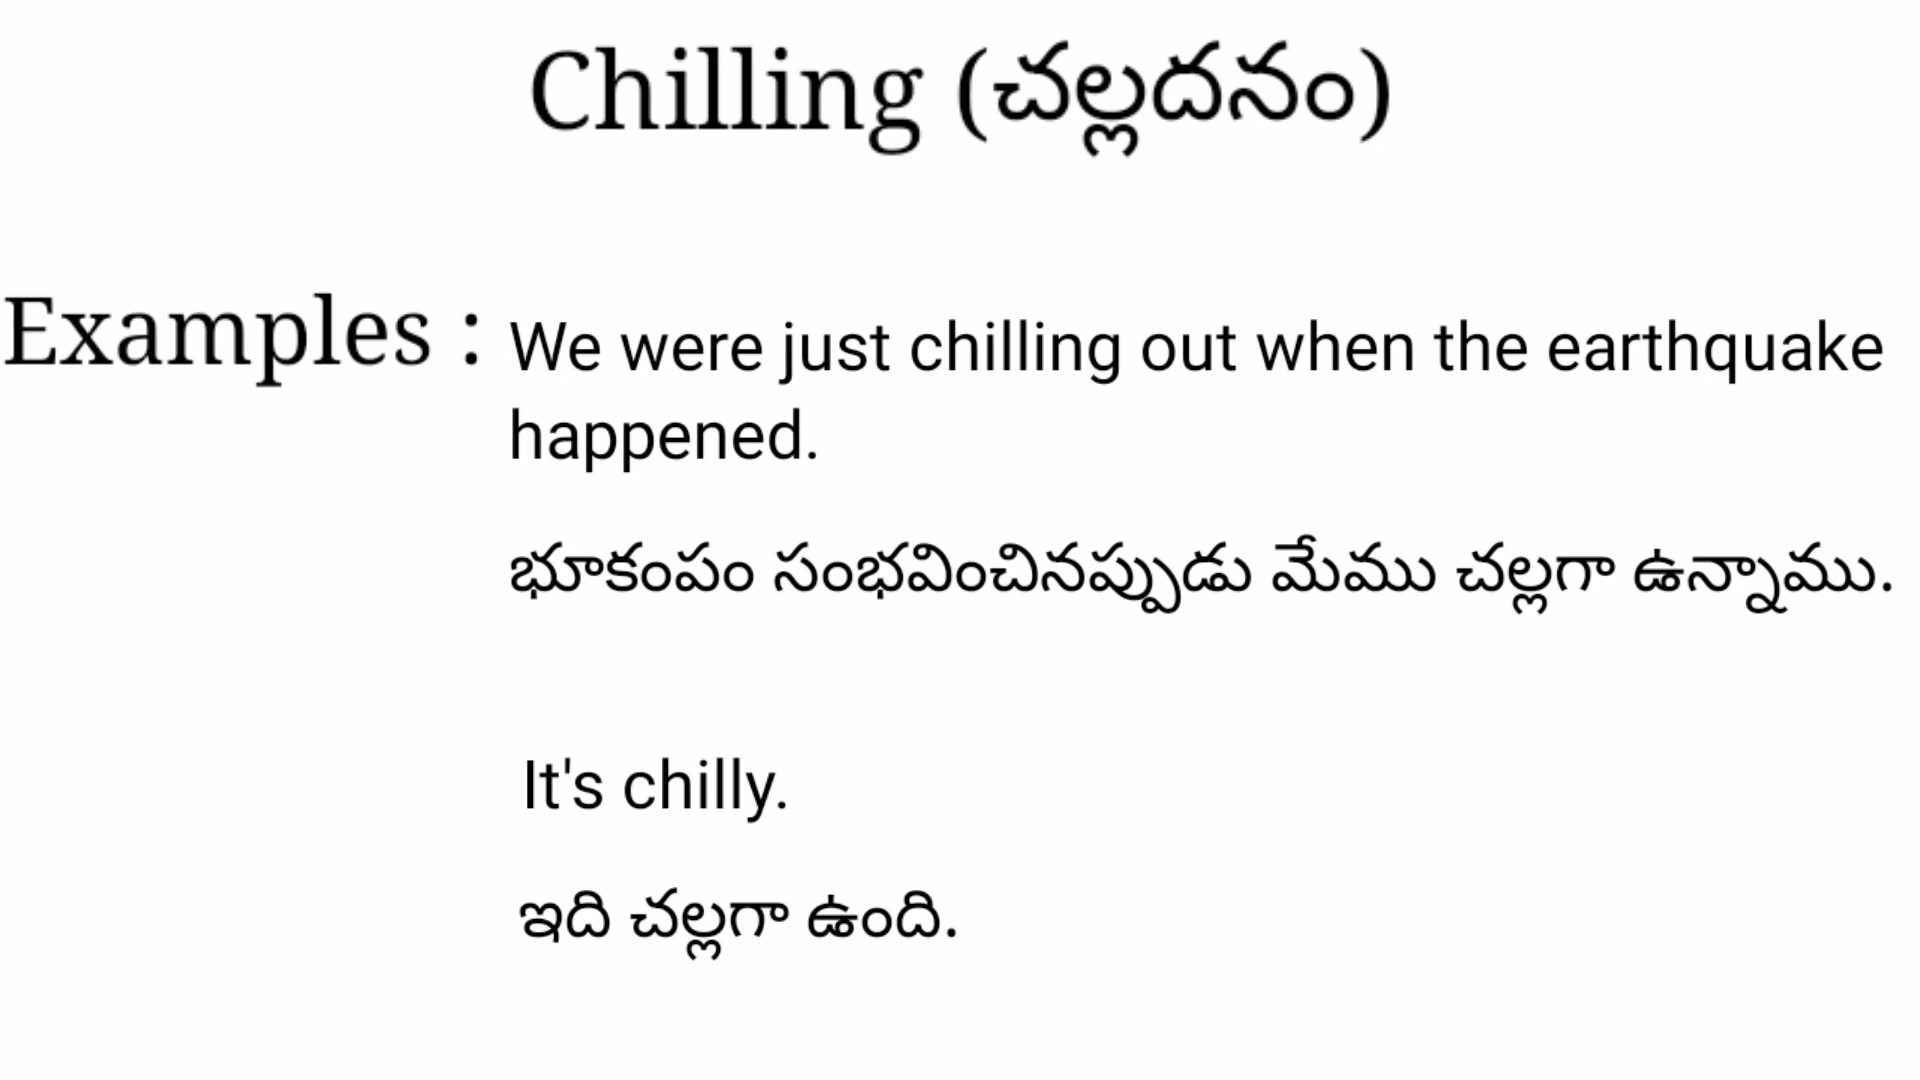 Chilling (చల్లదనం)
Examples : We were just chilling out when the earthquake
happened.
భూకంపం సంభవించినప్పుడు మేము చల్లగా ఉన్నాము.
It's chilly.
ఇది చల్లగా ఉంది.